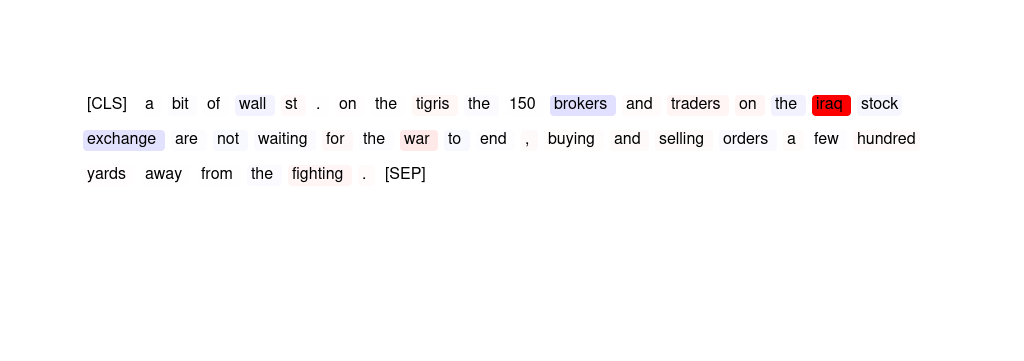 [CLS] a bit of wall st . on the tigris the 150 brokers and traders on the iraq stock
exchange are not waiting for the war to end , buying and selling orders a few hundred
yards away from the fighting . [SEP]